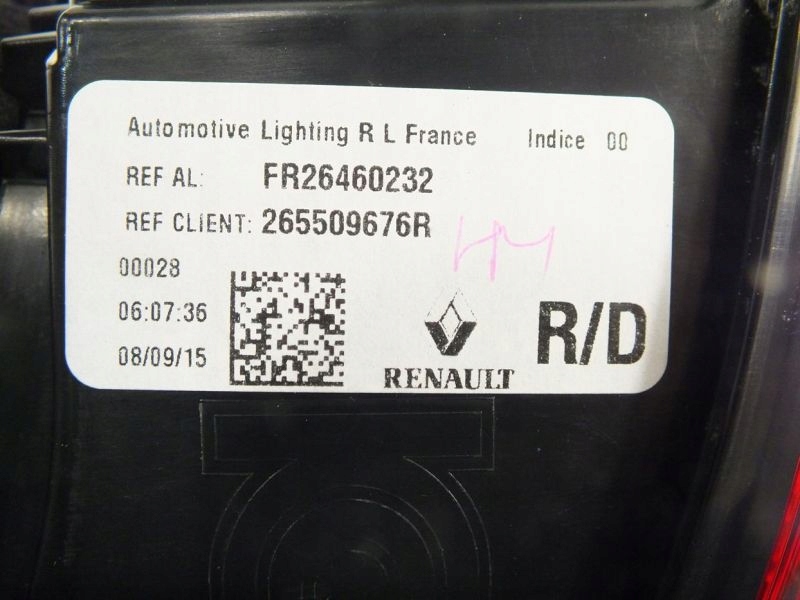 Automotive Lighting R L France Indice 00
REF AL: FR26460232
REF CLIENT: 265509676R
00028
06:07:36
08/09/15
RENAULT
R/D